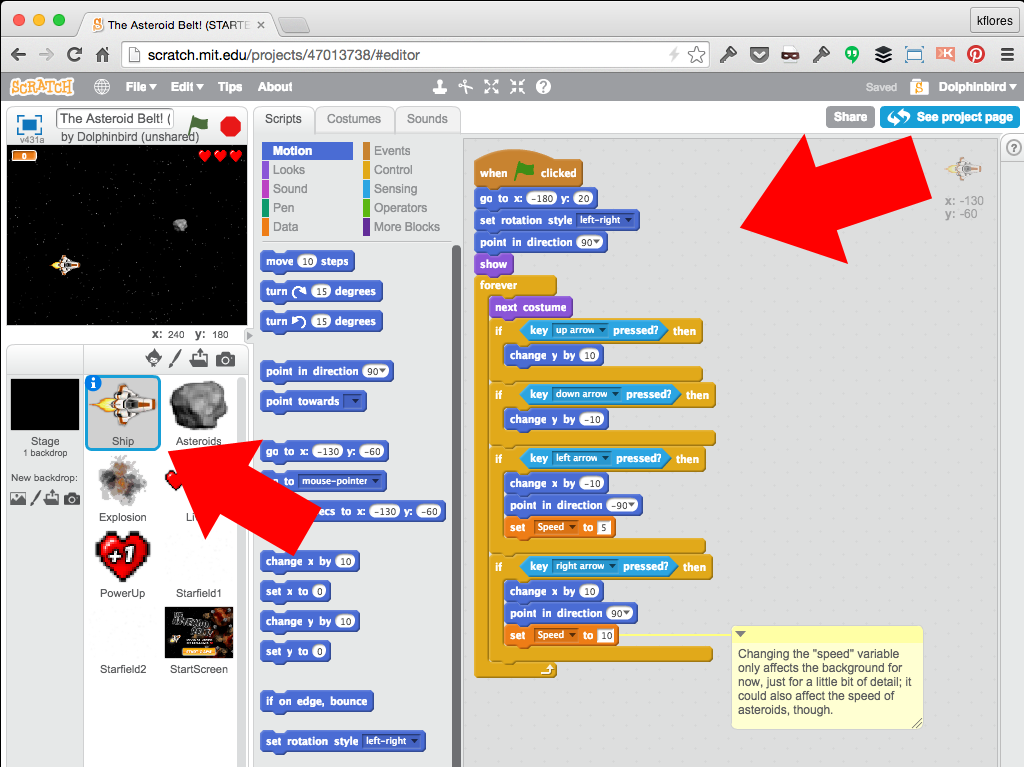 The Asteroid Belt! (STARTE
kflores
scratch.mit.edu/projects/47013738/#editor
SCRATCH
File
Edit
Tips
About
Saved
Dolphinbird
The Asteroid Belt! (
by Dolphinbird (unshared)
v431a
Scripts
Costumes
Sounds
Share
See project page
0
Motion
Looks
Sound
Pen
Data
Events
Control
Sensing
Operators
More Blocks
x: 240 y: 180
Stage
1 backdrop
New backdrop:
Ship
Asteroids
Explosion
+1
PowerUp
Starfield1
Starfield2
StartScreen
move 10 steps
turn 15 degrees
turn 15 degrees
point in direction 90
point towards
go to x: -130 y: -60
mouse-pointer
to x: -130 y: -60
change x by 10
set x to 0
change y by 10
set y to 0
if on edge, bounce
set rotation style left-right
when clicked
go to x: -180 y: 20
set rotation style left-right
point in direction 90
show
forever
next costume
if key up arrow pressed? then
change y by 10
if key down arrow pressed? then
change y by -10
if key left arrow pressed? then
change x by -10
point in direction -90
set Speed to 5
if key right arrow pressed? then
change x by 10
point in direction 90
set Speed to 10
x: -130
y: -60
Changing the "speed" variable
only affects the background for
now, just for a little bit of detail; it
could also affect the speed of
asteroids, though.